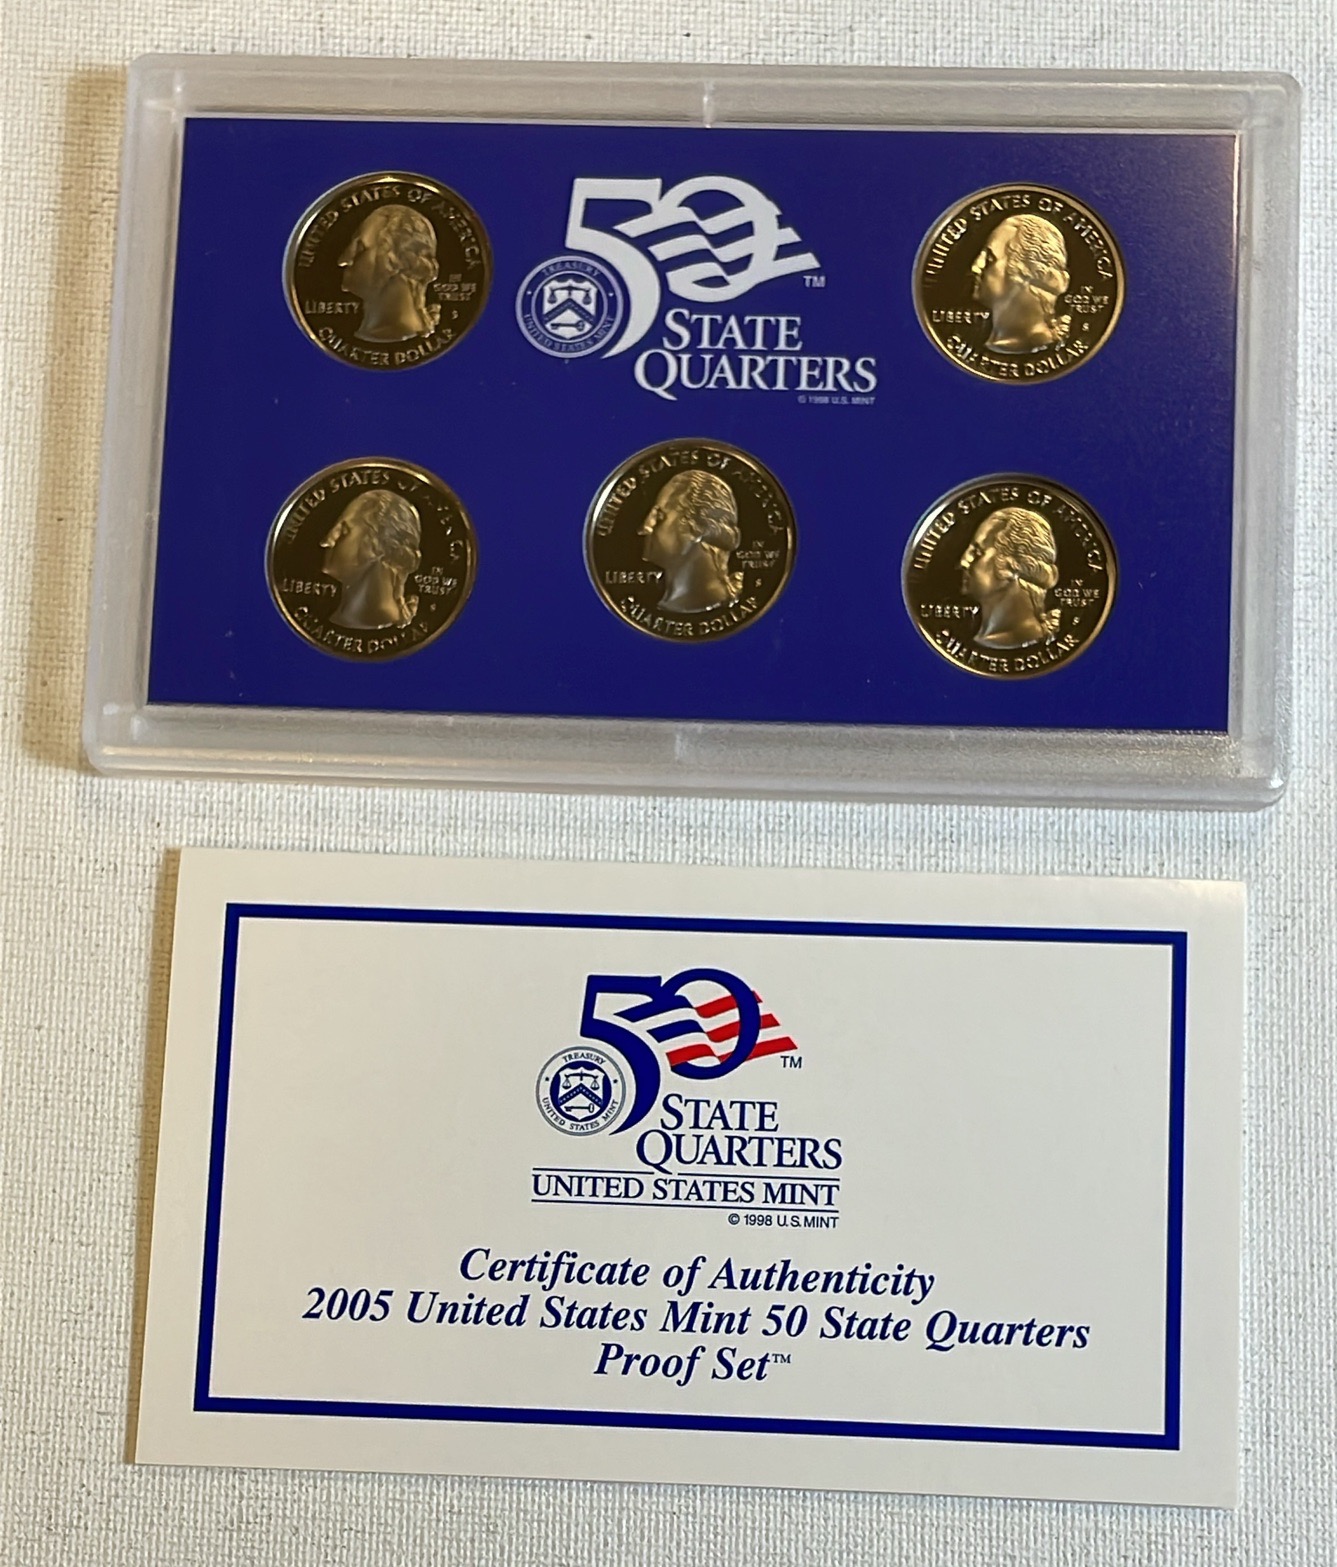 UNITED STATES OF AMERICA
LIBERTY
IN
GOD WE
TRUST
S
QUARTER DOLLAR
50
TM
TREASURY
UNITED STATES MINT
STATE
QUARTERS
© 1998 U.S. MINT
UNITED STATES OF AMERICA
LIBERTY
IN
GOD WE
TRUST
S
QUARTER DOLLAR
UNITED STATES OF AMERICA
LIBERTY
IN
GOD WE
TRUST
S
QUARTER DOLLAR
UNITED STATES OF AMERICA
LIBERTY
IN
GOD WE
TRUST
S
QUARTER DOLLAR
UNITED STATES OF AMERICA
LIBERTY
IN
GOD WE
TRUST
S
QUARTER DOLLAR
50
TM
TREASURY
UNITED STATES MINT
STATE
QUARTERS
UNITED STATES MINT
© 1998 U.S. MINT
Certificate of Authenticity
2005 United States Mint 50 State Quarters
Proof Set™